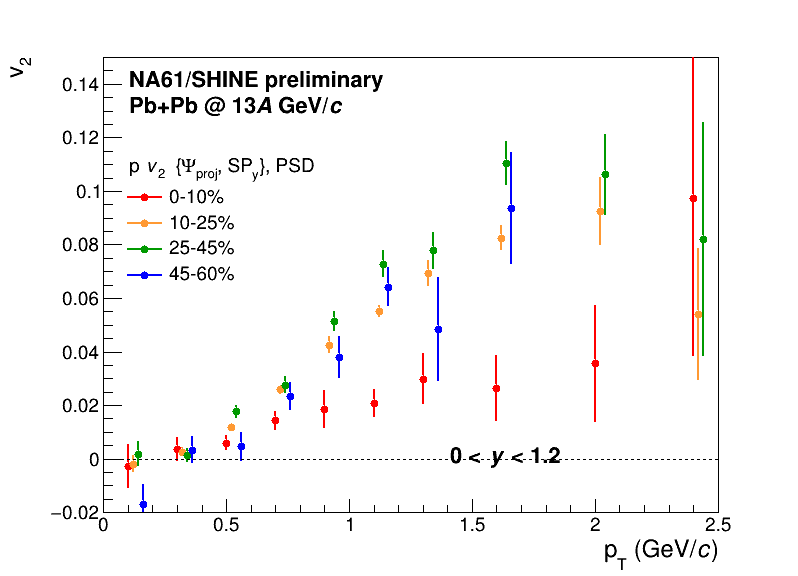 v2
NA61/SHINE preliminary
Pb+Pb @ 13A GeV/c
p v2 {Ψproj, SPy}, PSD
0-10%
10-25%
25-45%
45-60%
0.14
0.12
0.1
0.08
0.06
0.04
0.02
0
−0.02
0 < y < 1.2
0 0.5 1 1.5 2 2.5
pT (GeV/c)